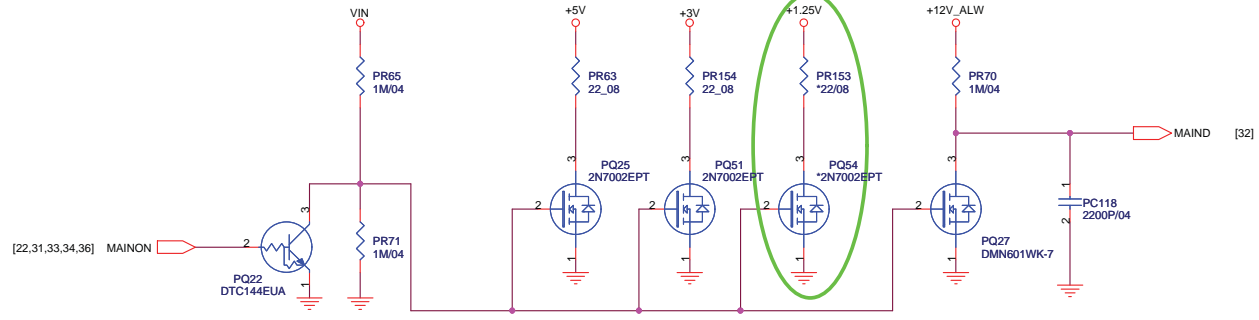 VIN
+5V
+3V
+1.25V
+12V_ALW
PR65
1M/04
PR63
22_08
PR154
22_08
PR153
*22/08
PR70
1M/04
MAIND
[32]
3
3
3
3
PQ25
2N7002EPT
PQ51
2N7002EPT
PQ54
*2N7002EPT
1
PC118
2200P/04
2
3
2
2
2
2
[22,31,33,34,36]
MAINON
2
PR71
1M/04
PQ27
DMN601WK-7
PQ22
DTC144EUA
1
1
1
1
1